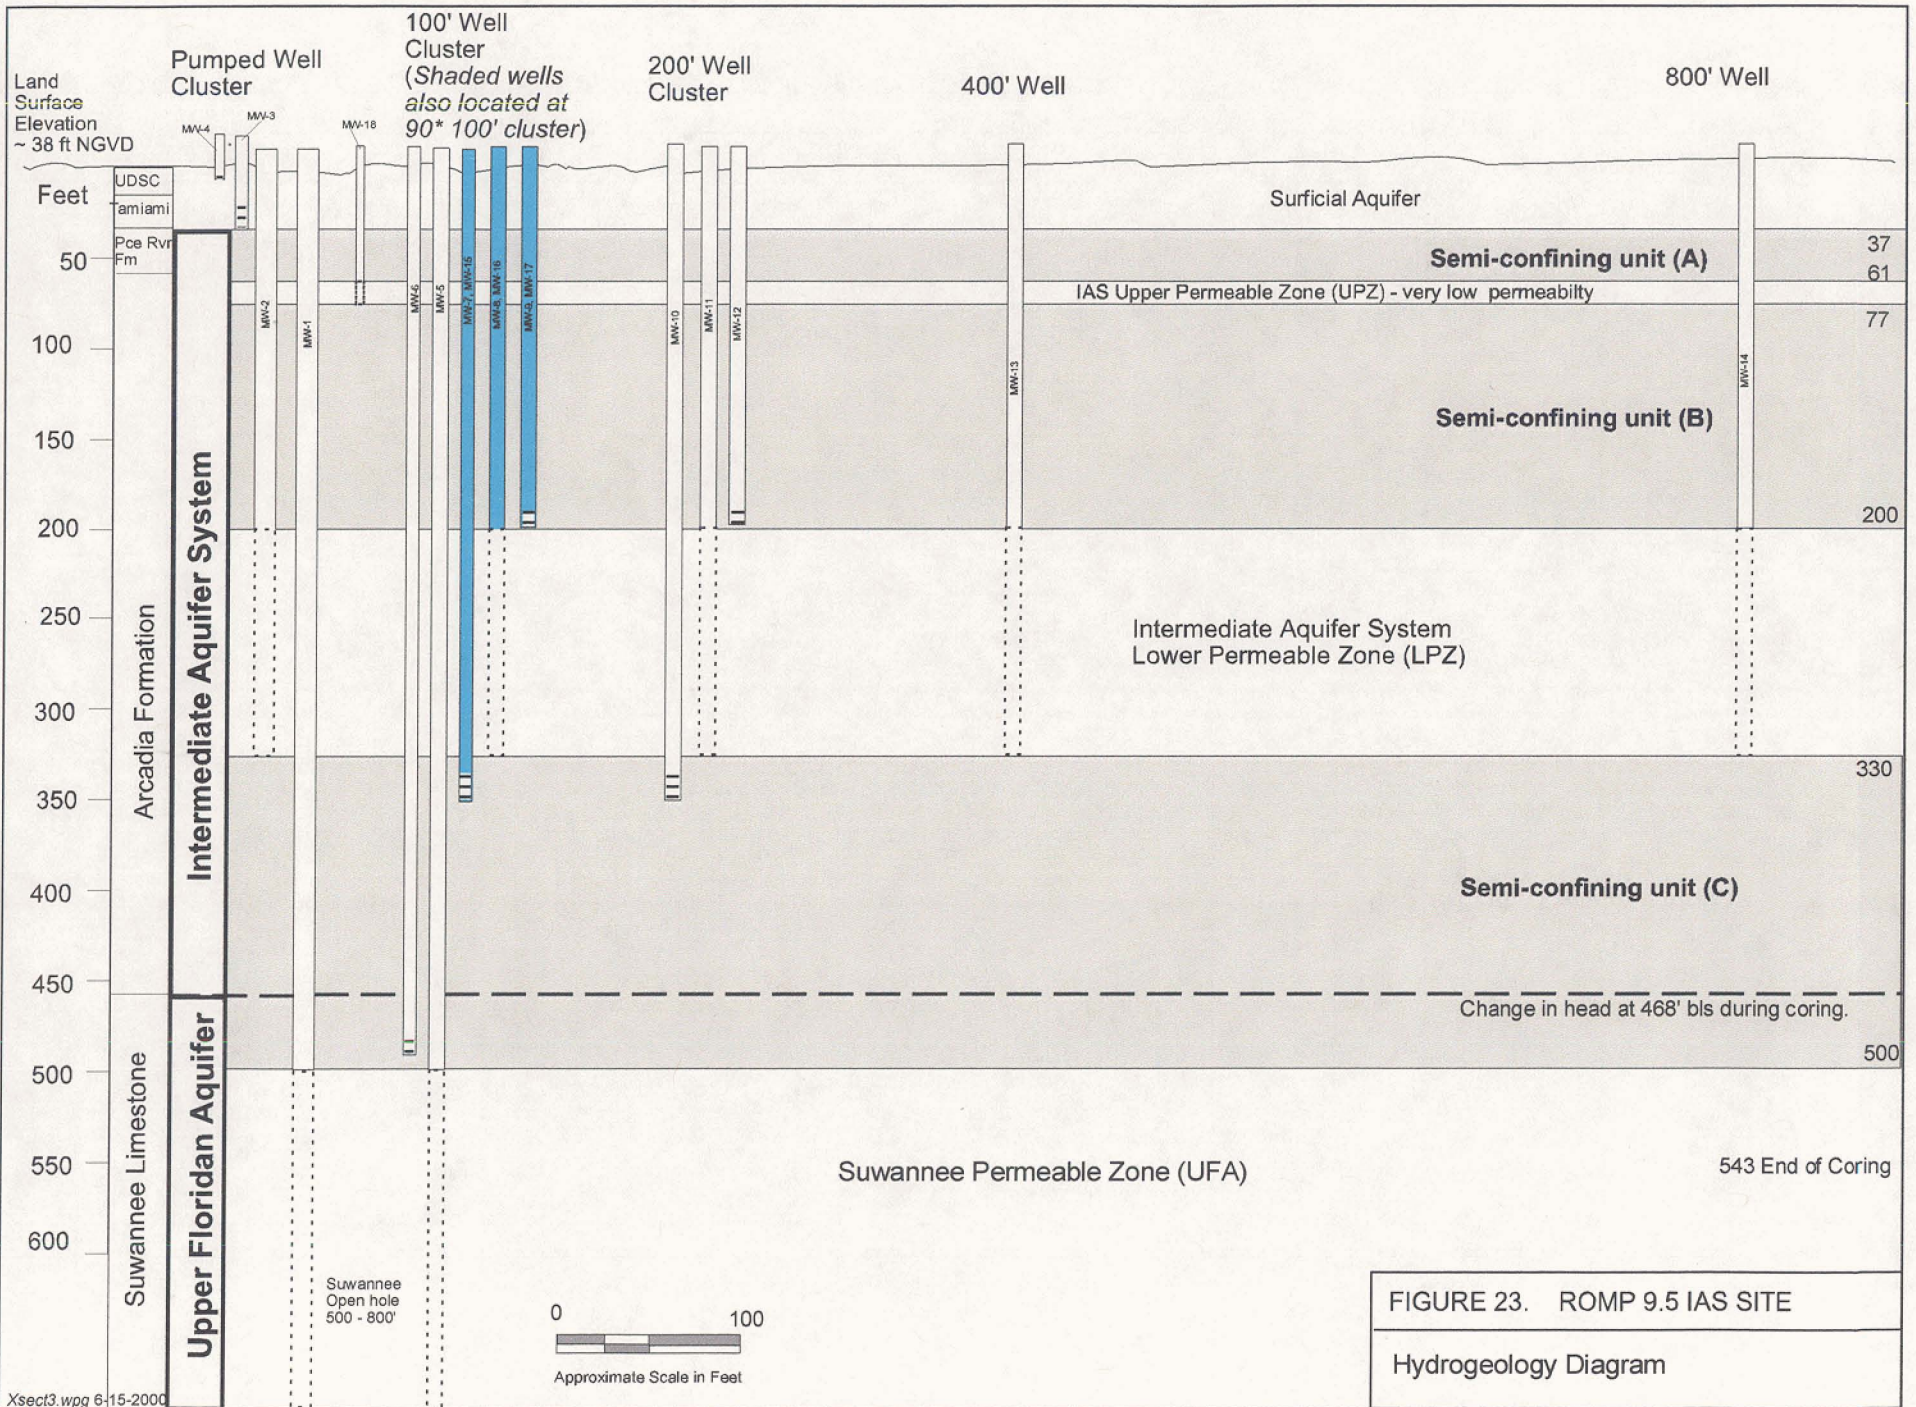 Land
Surface
Elevation
~ 38 ft NGVD
Pumped Well
Cluster
100' Well
Cluster
(Shaded wells
also located at
90* 100' cluster)
200' Well
Cluster
400' Well
800' Well
MW-4
MW-3
MW-18
Feet
UDSC
Tamiami
Pce Rvr
Fm
50
100
150
200
250
300
350
400
450
500
550
600
Arcadia Formation
Suwannee Limestone
Intermediate Aquifer System
Upper Floridan Aquifer
MW-2
MW-1
MW-6
MW-5
MW-7, MW-15
MW-8, MW-16
MW-9, MW-17
MW-10
MW-11
MW-12
MW-13
MW-14
Surficial Aquifer
37
Semi-confining unit (A)
61
IAS Upper Permeable Zone (UPZ) - very low permeabilty
77
Semi-confining unit (B)
200
Intermediate Aquifer System
Lower Permeable Zone (LPZ)
330
Semi-confining unit (C)
Change in head at 468' bls during coring.
500
Suwannee Permeable Zone (UFA)
543 End of Coring
Suwannee
Open hole
500 - 800'
0 100
Approximate Scale in Feet
FIGURE 23. ROMP 9.5 IAS SITE
Hydrogeology Diagram
Xsect3.wpg 6-15-2000